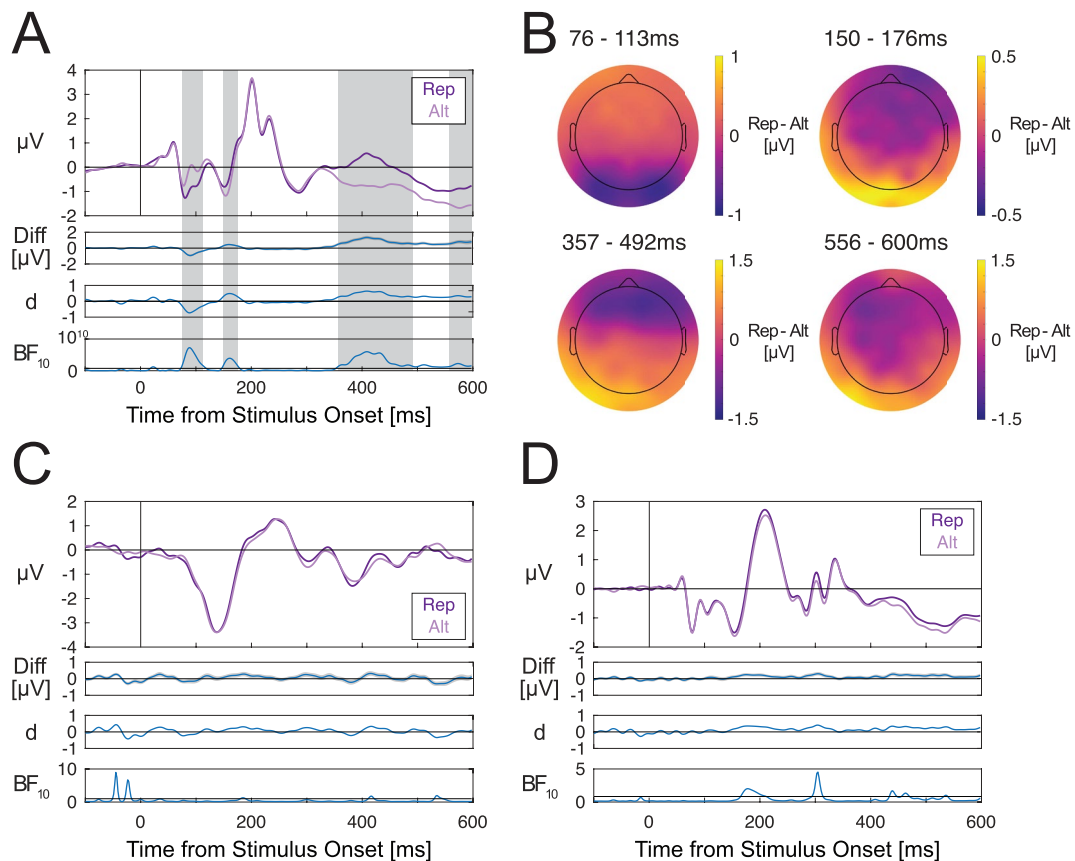 A
4
3
2
1
0
-1
-2
µV
Rep
Alt
Diff
[µV]
2
0
-2
d
1
0
-1
BF10
10^10
0
0
200
400
600
Time from Stimulus Onset [ms]
B
76 - 113ms
1
0
-1
Rep - Alt
[µV]
150 - 176ms
0.5
0
-0.5
Rep - Alt
[µV]
357 - 492ms
1.5
0
-1.5
Rep - Alt
[µV]
556 - 600ms
1.5
0
-1.5
Rep - Alt
[µV]
C
2
1
0
-1
-2
-3
-4
µV
Rep
Alt
Diff
[µV]
1
0
-1
d
1
0
-1
BF10
10
0
0
200
400
600
Time from Stimulus Onset [ms]
D
3
2
1
0
-1
-2
µV
Rep
Alt
Diff
[µV]
1
0
-1
d
1
0
-1
BF10
5
0
0
200
400
600
Time from Stimulus Onset [ms]